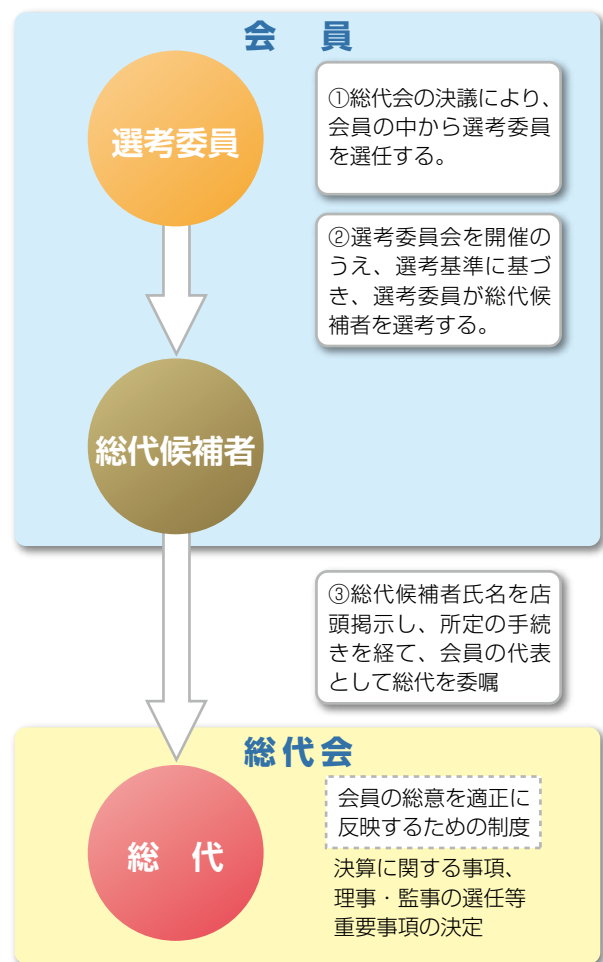 会　員
選考委員
①総代会の決議により、
会員の中から選考委員
を選任する。
②選考委員会を開催の
うえ、選考基準に基づ
き、選考委員が総代候
補者を選考する。
総代候補者
③総代候補者氏名を店
頭掲示し、所定の手続
きを経て、会員の代表
として総代を委嘱
総代会
総　代
会員の総意を適正に
反映するための制度
決算に関する事項、
理事・監事の選任等
重要事項の決定